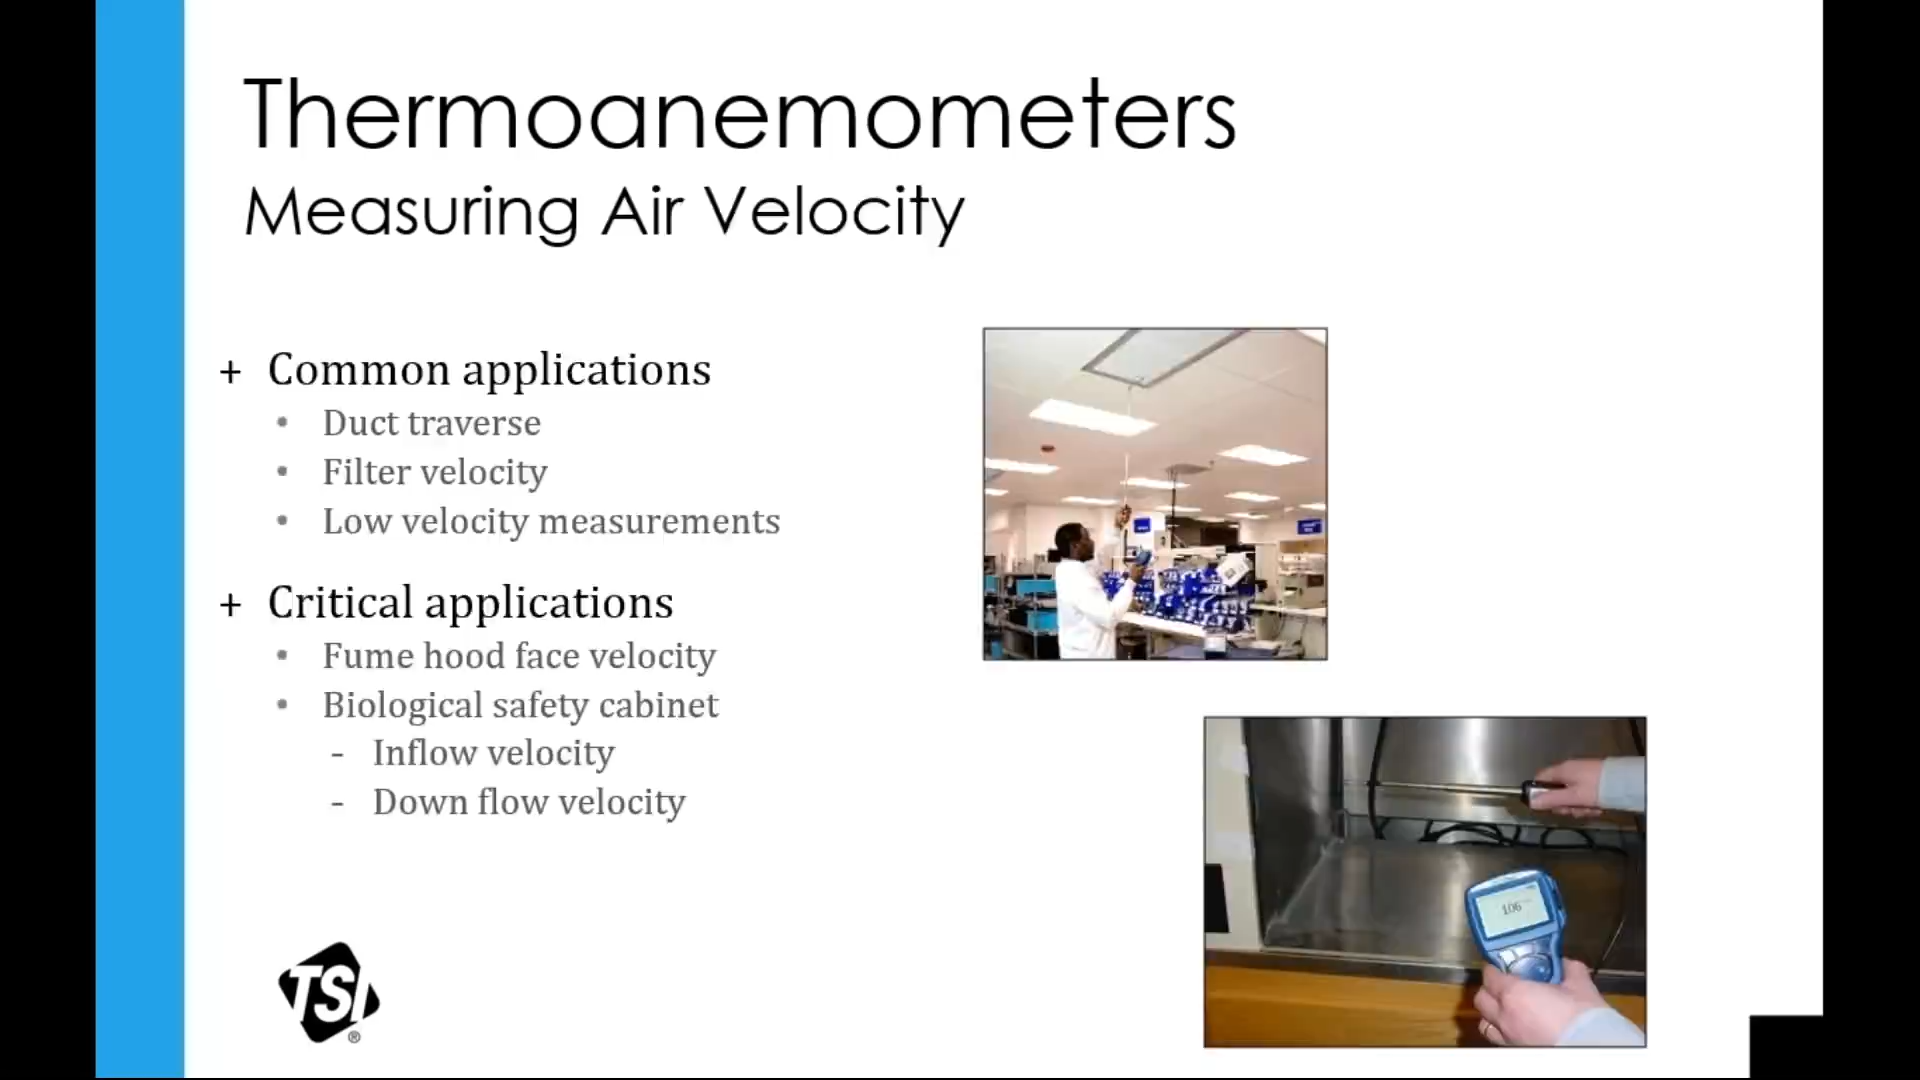 Thermoanemometers
Measuring Air Velocity
+ Common applications
• Duct traverse
• Filter velocity
• Low velocity measurements
+ Critical applications
• Fume hood face velocity
• Biological safety cabinet
- Inflow velocity
- Down flow velocity
106
TSI®